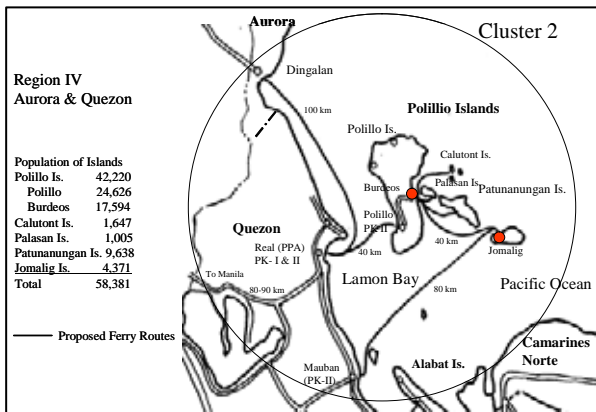 Aurora
Cluster 2
Dingalan
Region IV
Aurora & Quezon
100 km
Polillio Islands
Polillo Is.
Calutont Is.
Population of Islands
Polillo Is. 42,220
Polillo 24,626
Burdeos 17,594
Calutont Is. 1,647
Palasan Is. 1,005
Patunanungan Is. 9,638
Jomalig Is. 4,371
Total 58,381
Burdeos
Palasan Is.
Patunanungan Is.
Polillo
PK-II
Quezon
Real (PPA)
PK- I & II
40 km
40 km
Jomalig
To Manila
80-90 km
Lamon Bay
80 km
Pacific Ocean
Proposed Ferry Routes
Mauban
(PK-II)
Alabat Is.
Camarines
Norte